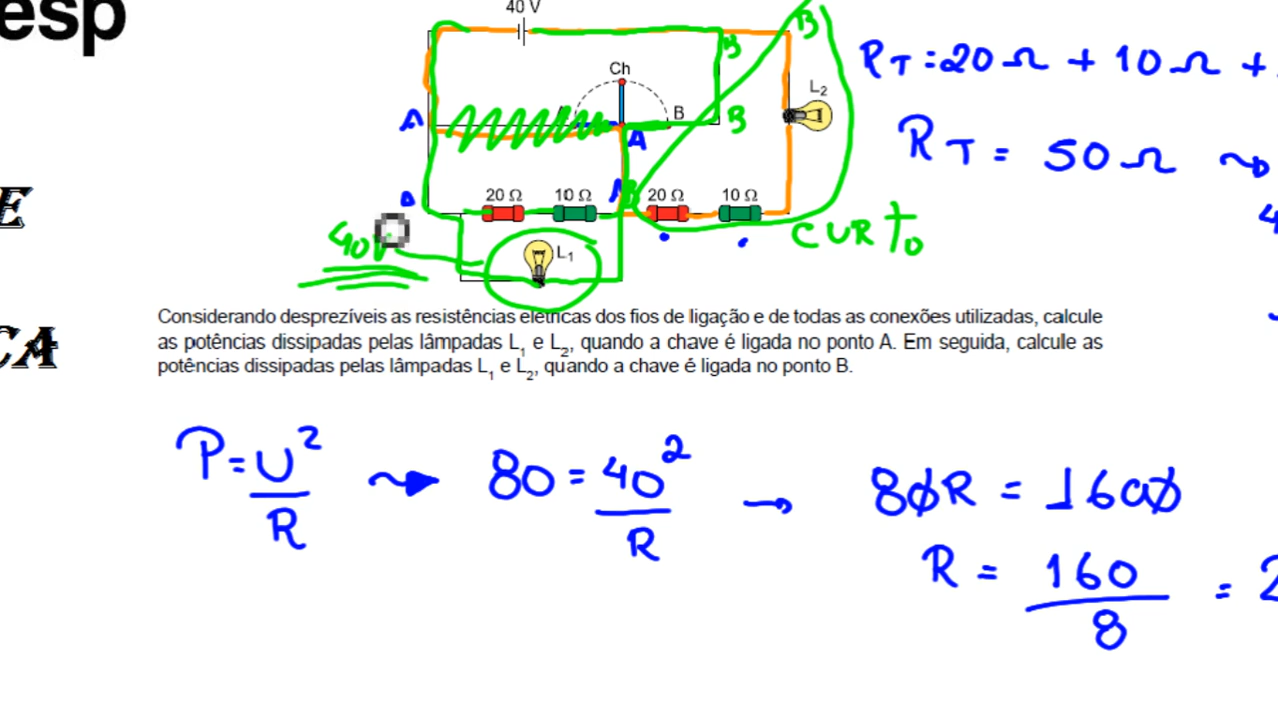 esp
40 V
B
B
Ch
L2
RT = 20 Ω + 10 Ω +
A
B
B
A
RT = 50 Ω
E
20 Ω 10 Ω 20 Ω 10 Ω
40V
L1
CURTO
CA
Considerando desprezíveis as resistências elétricas dos fios de ligação e de todas as conexões utilizadas, calcule
as potências dissipadas pelas lâmpadas L1 e L2, quando a chave é ligada no ponto A. Em seguida, calcule as
potências dissipadas pelas lâmpadas L1 e L2, quando a chave é ligada no ponto B.
P = U²/R → 80 = 40²/R → 80R = 1600
R = 160/8 = 2